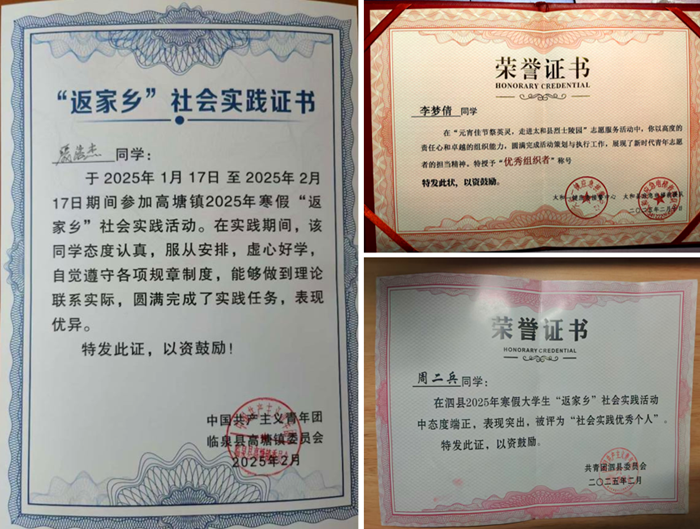 “返家乡”社会实践证书
同学：
于2025年1月17日 至 2025年2月
17日期间参加高塘镇2025年寒假“返
家乡”社会实践活动。在实践期间，该
同学态度认真，服从安排，虚心好学，
自觉遵守各项规章制度，能够做到理论
联系实际，圆满完成了实践任务，表现
优异。
特发此证，以资鼓励！
中国共产主义青年团
临泉县高塘镇委员会
2025年2月
荣誉证书
HONORARY CREDENTIAL
李梦倩 同学
在“元宵佳节祭英灵，走进太和县烈士陵园”志愿服务活动中，你以高度的
责任心和卓越的组织能力，圆满完成活动策划与执行工作，展现了新时代青年志愿
者的担当精神。特授予“优秀组织者”称号
特发此状，以资鼓励。
荣誉证书
HONORARY CREDENTIAL
周二兵同学：
在泗县2025年寒假大学生“返家乡”社会实践活动
中态度端正，表现突出，被评为“社会实践优秀个人”。
特发此证，以资鼓励。
共青团泗县委员会
二〇二五年二月